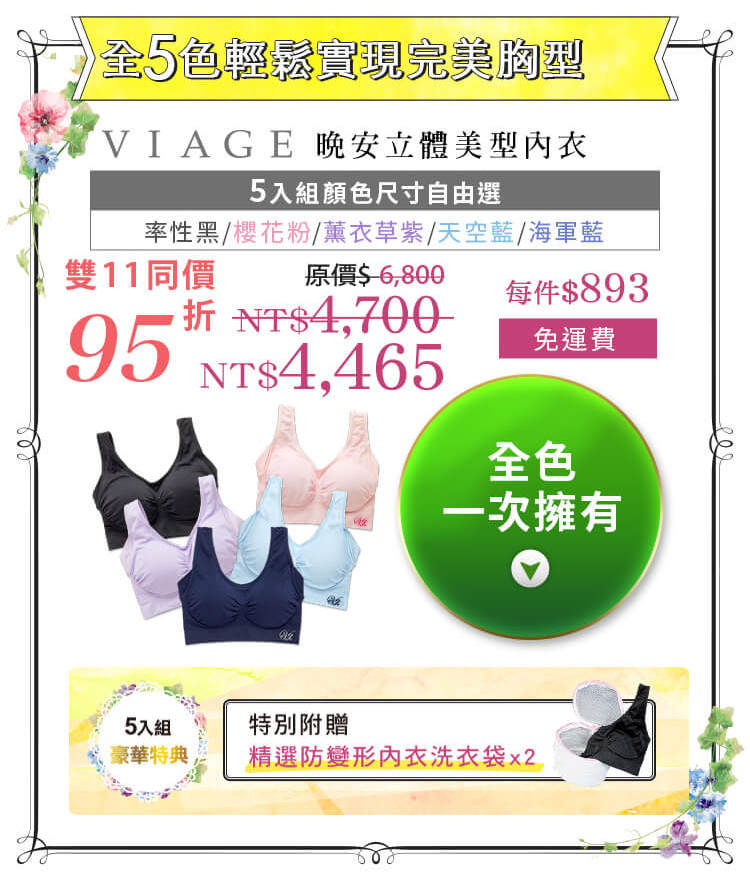 全5色輕鬆實現完美胸型
VIAGE 晚安立體美型內衣
5入組顏色尺寸自由選
率性黑/櫻花粉/薰衣草紫/天空藍/海軍藍
雙11同價
95折
原價$ 6,800
NT$4,700
NT$4,465
每件$893
免運費
全色
一次擁有
5入組
豪華特典
特別附贈
精選防變形內衣洗衣袋x2